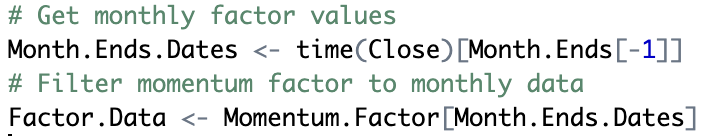 # Get monthly factor values
Month.Ends.Dates <- time(Close)[Month.Ends[-1]]
# Filter momentum factor to monthly data
Factor.Data <- Momentum.Factor[Month.Ends.Dates]